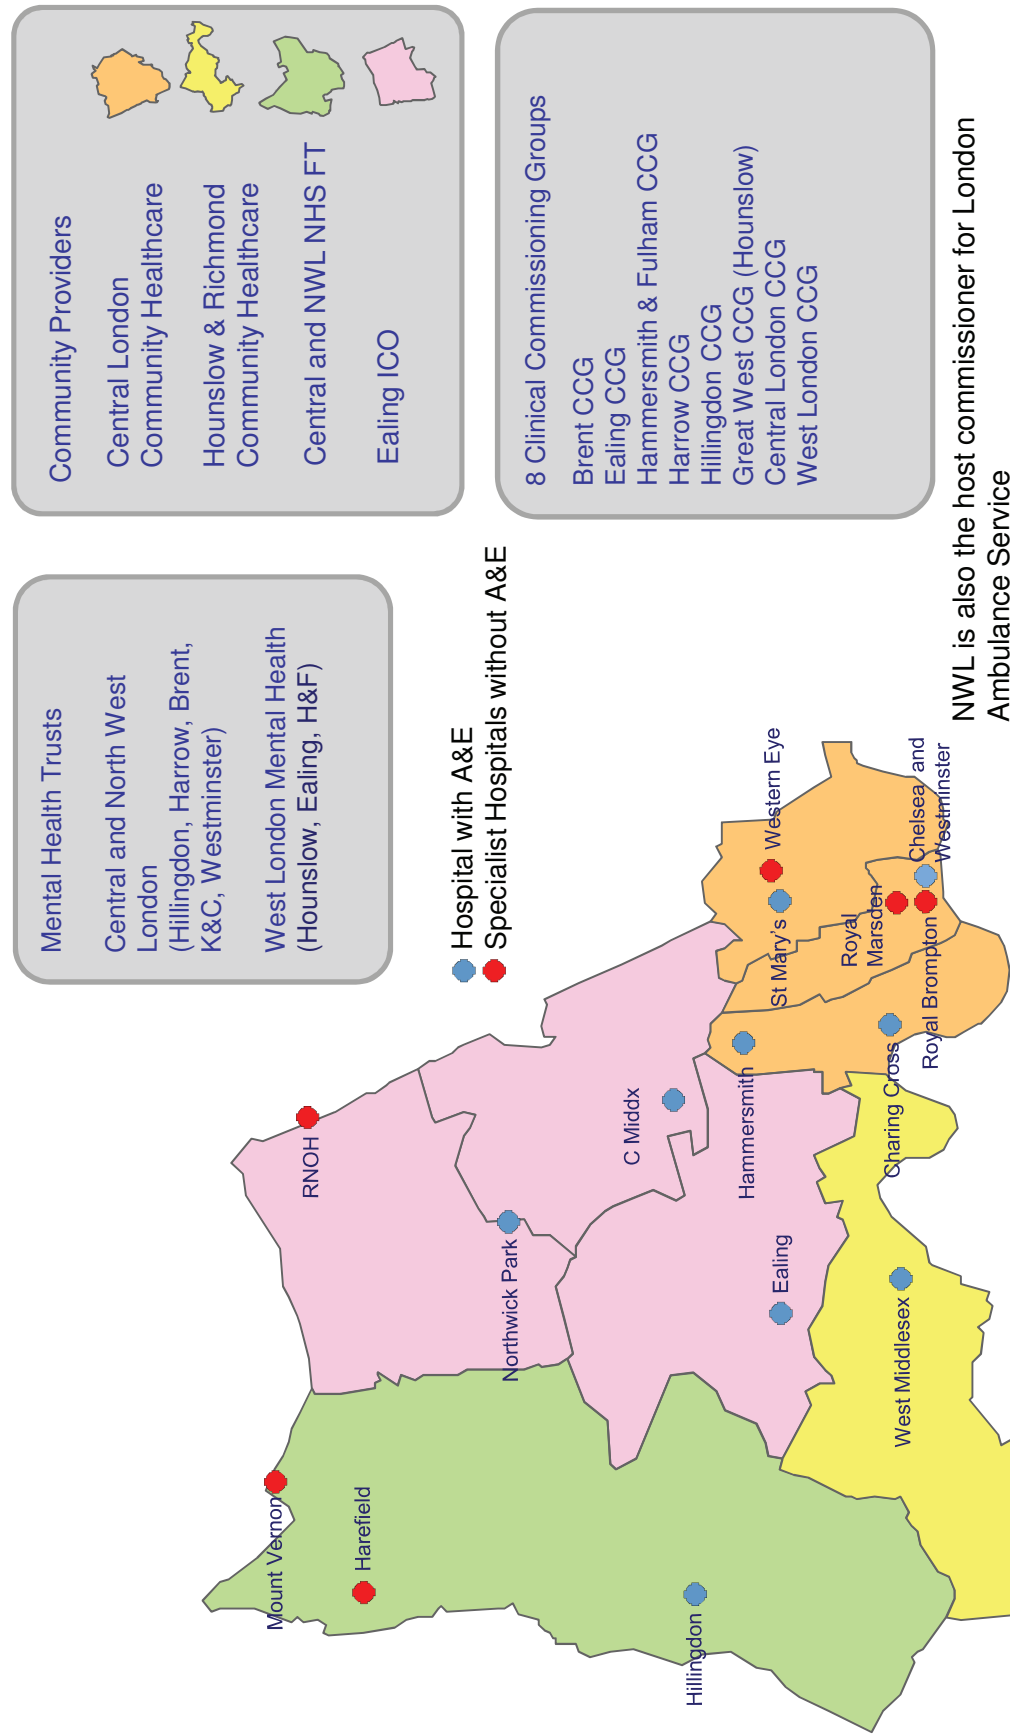 Mental Health Trusts
Central and North West
London
(Hillingdon, Harrow, Brent,
K&C, Westminster)
West London Mental Health
(Hounslow, Ealing, H&F)
Community Providers
Central London
Community Healthcare
Hounslow & Richmond
Community Healthcare
Central and NWL NHS FT
Ealing ICO
Hospital with A&E
Specialist Hospitals without A&E
8 Clinical Commissioning Groups
Brent CCG
Ealing CCG
Hammersmith & Fulham CCG
Harrow CCG
Hillingdon CCG
Great West CCG (Hounslow)
Central London CCG
West London CCG
Mount Vernon
Harefield
RNOH
Northwick Park
C Middx
Hillingdon
Ealing
Hammersmith
St Mary's
Western Eye
Royal
Marsden
Chelsea and
Westminster
Royal Brompton
Charing Cross
West Middlesex
NWL is also the host commissioner for London
Ambulance Service